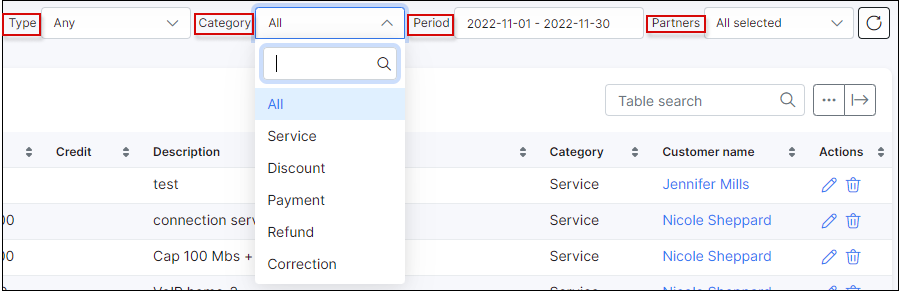 Type Any Category All Period 2022-11-01 - 2022-11-30 Partners All selected
All
Service
Discount
Payment
Refund
Correction
Table search
Credit Description Category Customer name Actions
test Service Jennifer Mills
00 connection serv Service Nicole Sheppard
00 Cap 100 Mbs + Service Nicole Sheppard